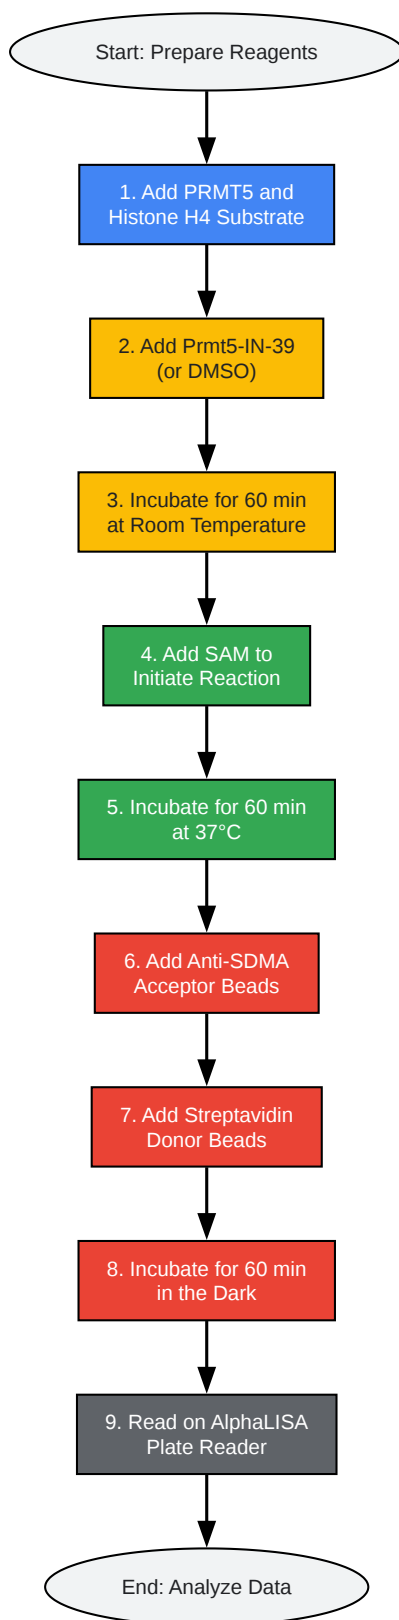 Start: Prepare Reagents
1. Add PRMT5 and
Histone H4 Substrate
2. Add Prmt5-IN-39
(or DMSO)
3. Incubate for 60 min
at Room Temperature
4. Add SAM to
Initiate Reaction
5. Incubate for 60 min
at 37°C
6. Add Anti-SDMA
Acceptor Beads
7. Add Streptavidin
Donor Beads
8. Incubate for 60 min
in the Dark
9. Read on AlphaLISA
Plate Reader
End: Analyze Data